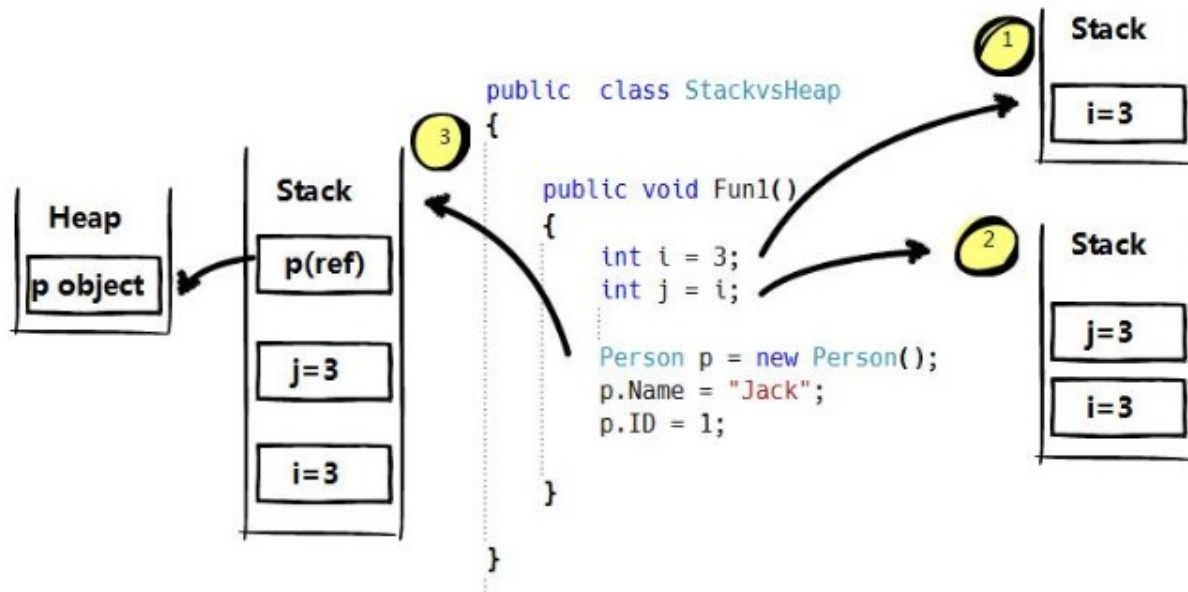 1
Stack
i=3
public class StackvsHeap
{
3
public void Fun1()
{
int i = 3;
int j = i;
Person p = new Person();
p.Name = "Jack";
p.ID = 1;
}
}
2
Stack
j=3
i=3
Stack
p(ref)
j=3
i=3
Heap
p object